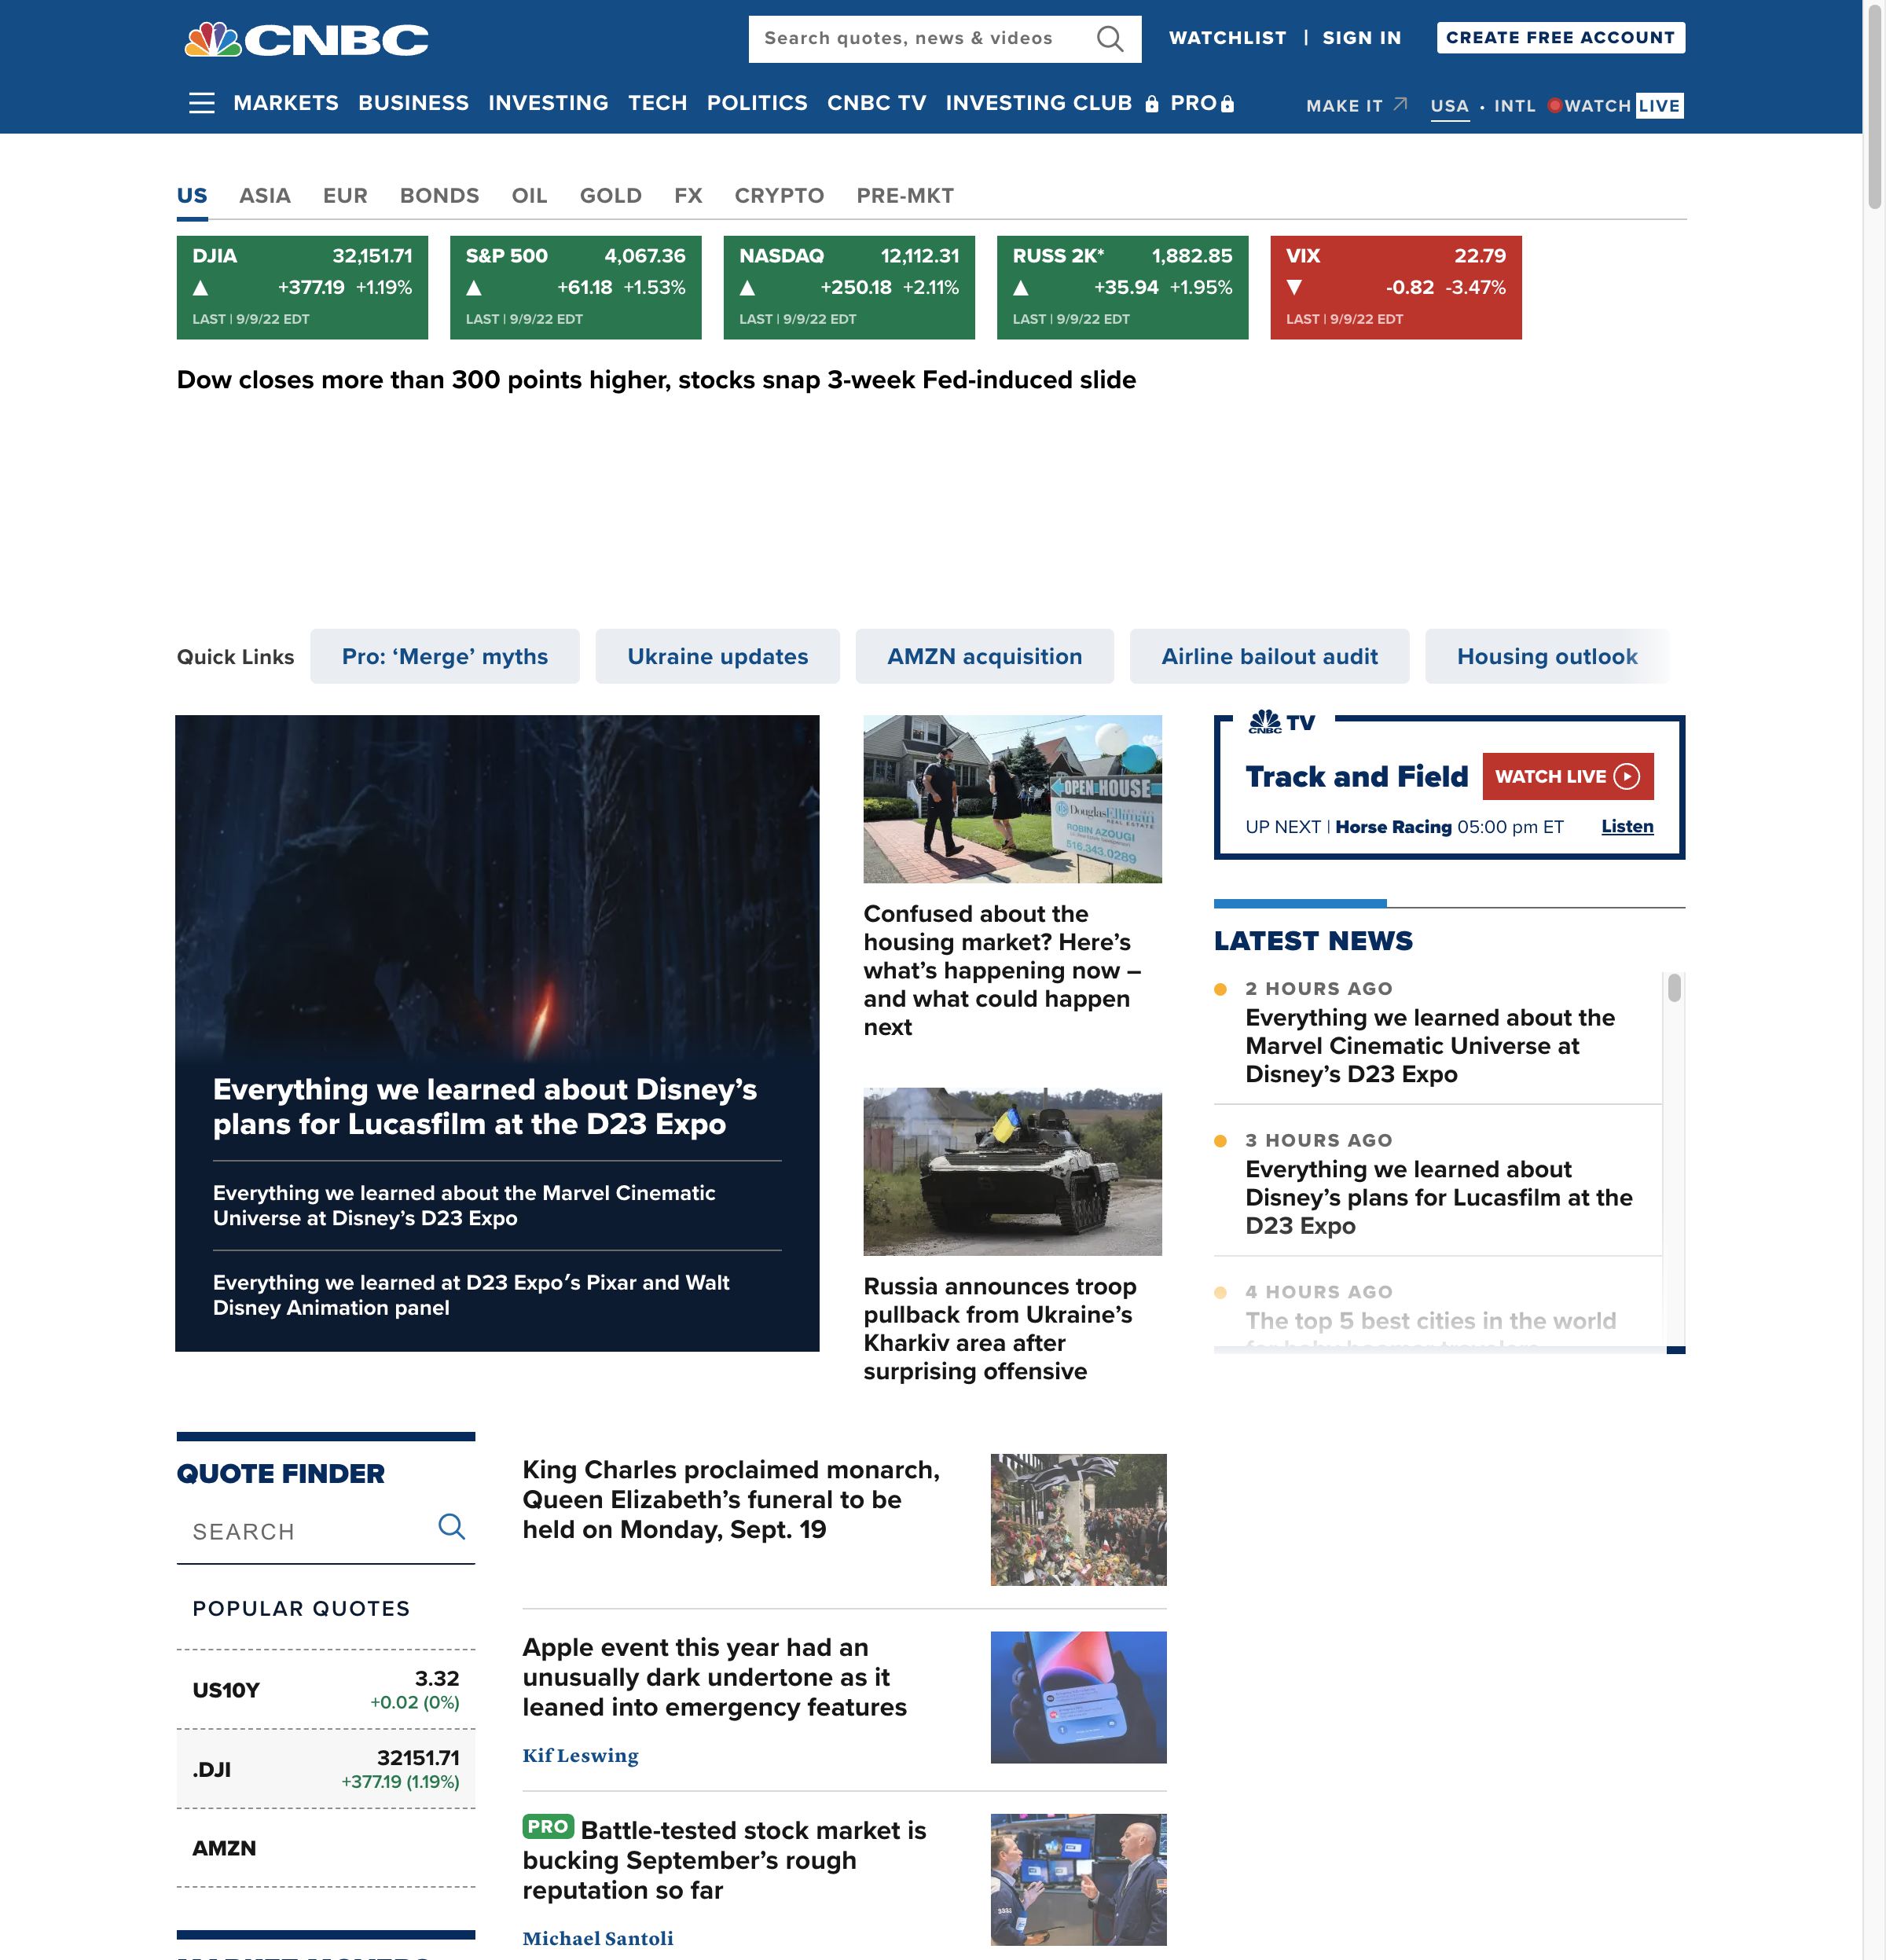 CNBC
Search quotes, news & videos
WATCHLIST | SIGN IN
CREATE FREE ACCOUNT
MARKETS BUSINESS INVESTING TECH POLITICS CNBC TV INVESTING CLUB PRO
MAKE IT USA • INTL WATCH LIVE
US ASIA EUR BONDS OIL GOLD FX CRYPTO PRE-MKT
DJIA 32,151.71
+377.19 +1.19%
LAST | 9/9/22 EDT
S&P 500 4,067.36
+61.18 +1.53%
LAST | 9/9/22 EDT
NASDAQ 12,112.31
+250.18 +2.11%
LAST | 9/9/22 EDT
RUSS 2K* 1,882.85
+35.94 +1.95%
LAST | 9/9/22 EDT
VIX 22.79
-0.82 -3.47%
LAST | 9/9/22 EDT
Dow closes more than 300 points higher, stocks snap 3-week Fed-induced slide
Quick Links
Pro: ‘Merge’ myths
Ukraine updates
AMZN acquisition
Airline bailout audit
Housing outlook
Everything we learned about Disney’s
plans for Lucasfilm at the D23 Expo
Everything we learned about the Marvel Cinematic
Universe at Disney’s D23 Expo
Everything we learned at D23 Expo’s Pixar and Walt
Disney Animation panel
OPEN HOUSE
DouglasElliman
REAL ESTATE
ROBIN AZOUGI
516.343.0289
Confused about the
housing market? Here’s
what’s happening now –
and what could happen
next
Russia announces troop
pullback from Ukraine’s
Kharkiv area after
surprising offensive
CNBC TV
Track and Field
WATCH LIVE
UP NEXT | Horse Racing 05:00 pm ET
Listen
LATEST NEWS
2 HOURS AGO
Everything we learned about the
Marvel Cinematic Universe at
Disney’s D23 Expo
3 HOURS AGO
Everything we learned about
Disney’s plans for Lucasfilm at the
D23 Expo
4 HOURS AGO
The top 5 best cities in the world
for baby boomer travelers
QUOTE FINDER
SEARCH
POPULAR QUOTES
US10Y 3.32
+0.02 (0%)
.DJI 32151.71
+377.19 (1.19%)
AMZN
King Charles proclaimed monarch,
Queen Elizabeth’s funeral to be
held on Monday, Sept. 19
Apple event this year had an
unusually dark undertone as it
leaned into emergency features
Kif Leswing
PRO Battle-tested stock market is
bucking September’s rough
reputation so far
Michael Santoli